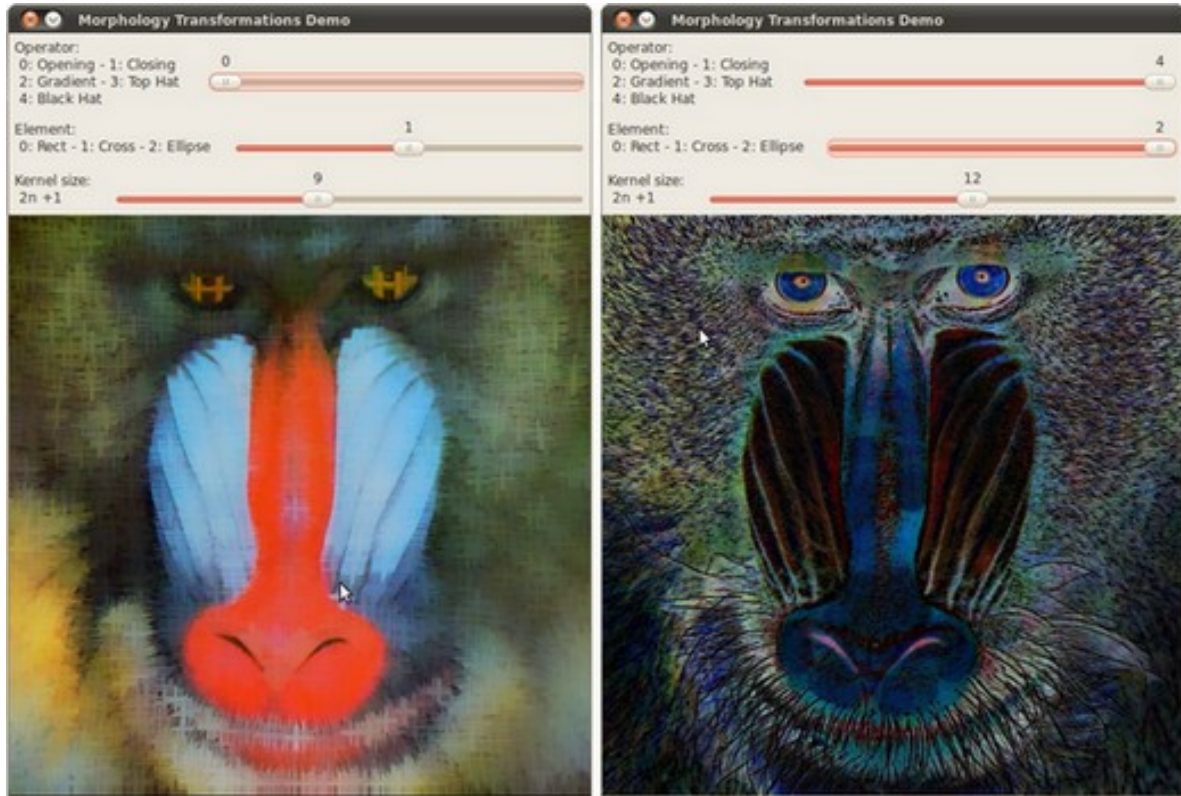 Morphology Transformations Demo
Operator:
0: Opening - 1: Closing
2: Gradient - 3: Top Hat
4: Black Hat
0
Element:
0: Rect - 1: Cross - 2: Ellipse
1
Kernel size:
2n +1
9
Morphology Transformations Demo
Operator:
0: Opening - 1: Closing
2: Gradient - 3: Top Hat
4: Black Hat
4
Element:
0: Rect - 1: Cross - 2: Ellipse
2
Kernel size:
2n +1
12